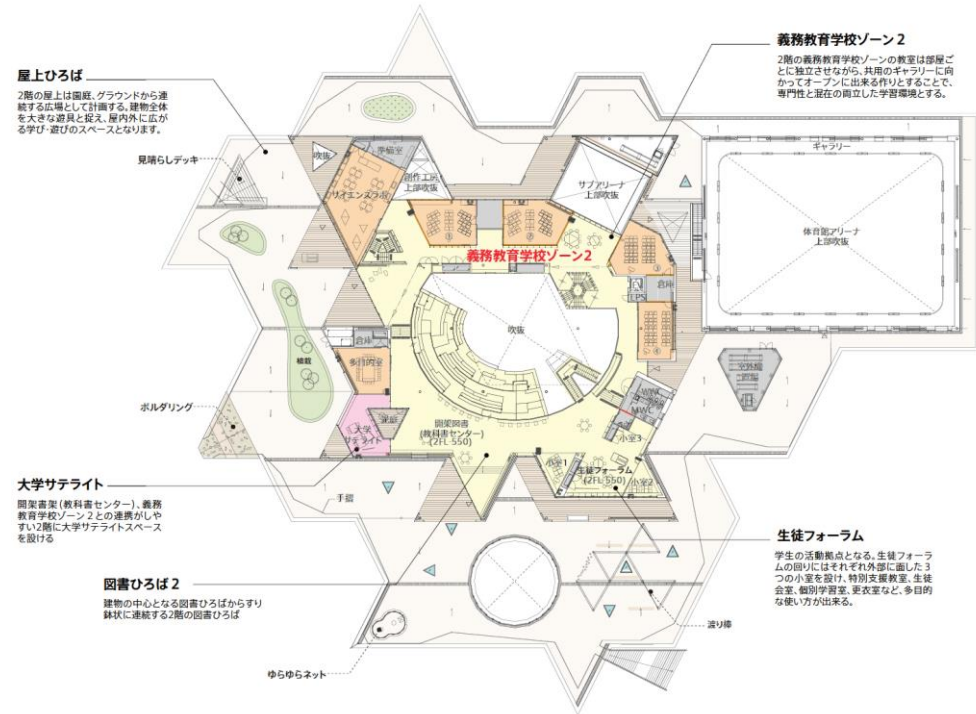 屋上ひろば
2階の屋上は園庭、グラウンドから連
続する広場として計画する。建物全体
を大きな遊具と捉え、屋内外に広が
る学び・遊びのスペースとなります。
見晴らしデッキ
義務教育学校ゾーン2
2階の義務教育学校ゾーンの教室は部屋ご
とに独立させながら、共用のギャラリーに向
かってオープンに出来る作りとすることで、
専門性と混在の両立した学習環境とする。
吹抜
準備室
サイエンスラボ
創作工房
上部吹抜
サブアリーナ
上部吹抜
ギャラリー
体育館アリーナ
上部吹抜
①
②
義務教育学校ゾーン2
③
EPS
倉庫
④
吹抜
倉庫
多目的室
植栽
室外機
置場
WWC
MWC
小室3
大学
サテライト
開架図書
(教科書センター)
(2FL-550)
小室1
生徒フォーラム
(2FL-550)
小室2
ボルダリング
手摺
大学サテライト
開架書架(教科書センター)、義務
教育学校ゾーン2との連携がしや
すい2階に大学サテライトスペース
を設ける
図書ひろば2
建物の中心となる図書ひろばからすり
鉢状に連続する2階の図書ひろば
ゆらゆらネット
生徒フォーラム
学生の活動拠点となる。生徒フォーラ
ムの回りにはそれぞれ外部に面した3
つの小室を設け、特別支援教室、生徒
会室、個別学習室、更衣室など、多目的
な使い方が出来る。
渡り棒